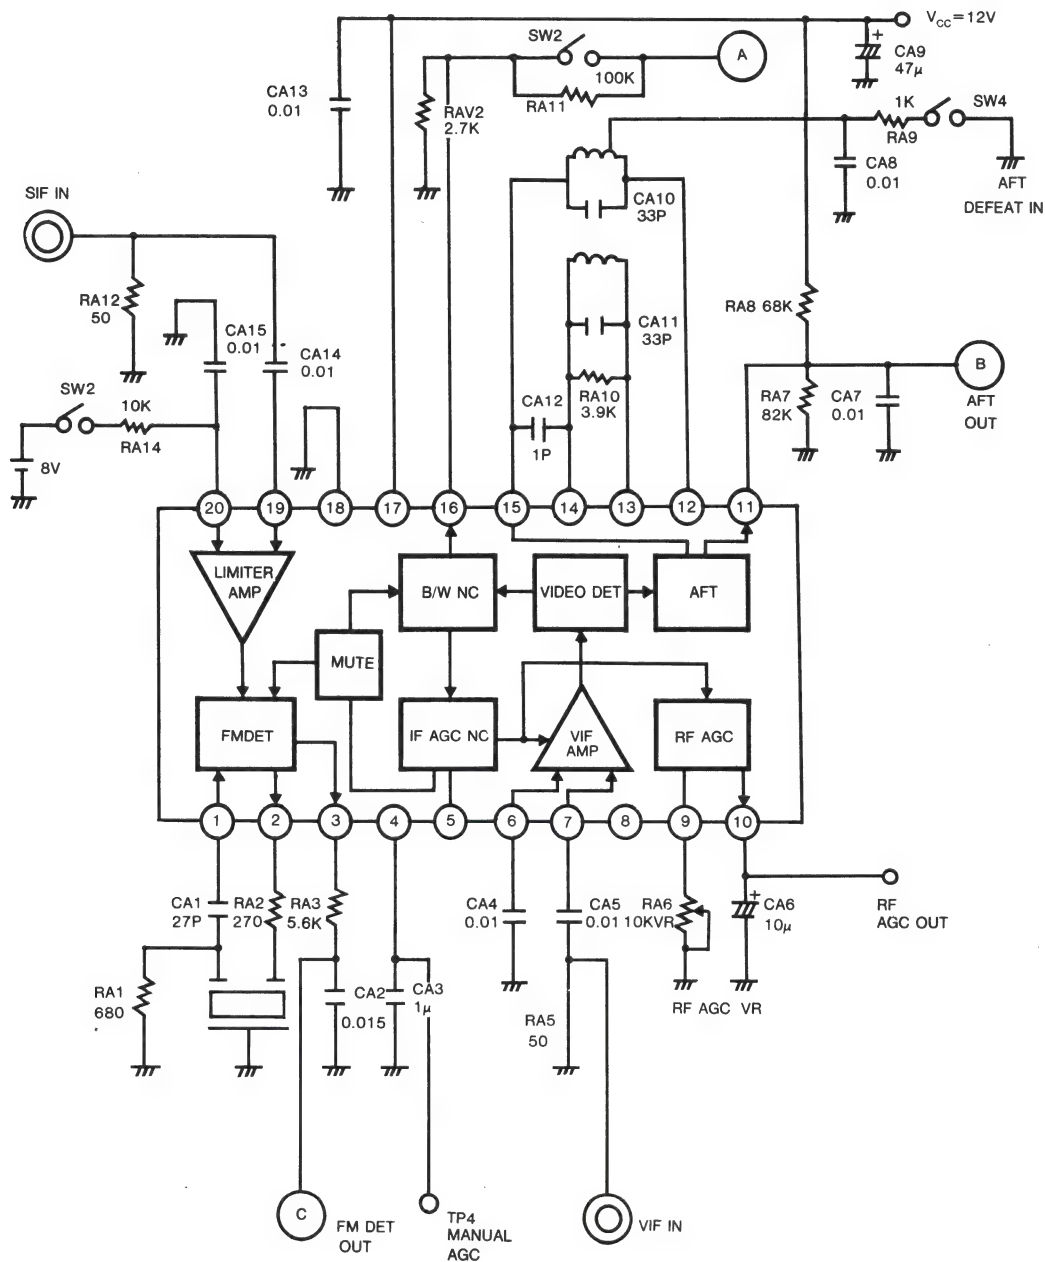 V_CC=12V
SW2
A
+
CA9
47μ
CA13
0.01
100K
RA11
RAV2
2.7K
1K
RA9
SW4
CA8
0.01
AFT
DEFEAT IN
CA10
33P
SIF IN
RA12
50
CA15
0.01
CA14
0.01
RA8 68K
CA11
33P
SW2
10K
RA14
8V
CA12
1P
RA10
3.9K
RA7
82K
CA7
0.01
B
AFT
OUT
20
19
18
17
16
15
14
13
12
11
LIMITER
AMP
B/W NC
VIDEO DET
AFT
MUTE
FMDET
IF AGC NC
VIF
AMP
RF AGC
1
2
3
4
5
6
7
8
9
10
CA1
27P
RA2
270
RA3
5.6K
CA4
0.01
CA5
0.01
RA6
10KVR
+
CA6
10μ
RF
AGC OUT
RA1
680
CA2
0.015
CA3
1μ
RA5
50
RF AGC VR
C
FM DET
OUT
TP4
MANUAL
AGC
VIF IN